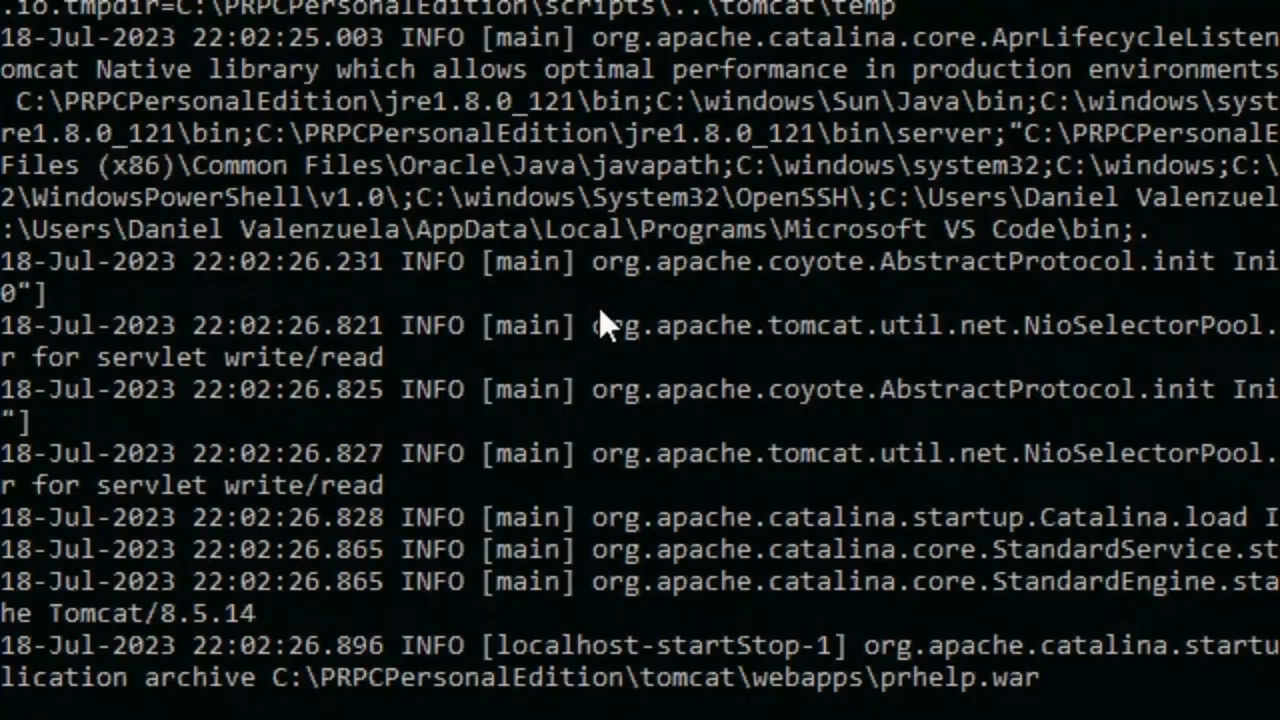 .io.tmpdir=C:\PRPCPersonalEdition\scripts\..\tomcat\temp
18-Jul-2023 22:02:25.003 INFO [main] org.apache.catalina.core.AprLifecycleListen
omcat Native library which allows optimal performance in production environments
C:\PRPCPersonalEdition\jre1.8.0_121\bin;C:\windows\Sun\Java\bin;C:\windows\syst
re1.8.0_121\bin;C:\PRPCPersonalEdition\jre1.8.0_121\bin\server;"C:\PRPCPersonalE
Files (x86)\Common Files\Oracle\Java\javapath;C:\windows\system32;C:\windows;C:\
2\WindowsPowerShell\v1.0\;C:\windows\System32\OpenSSH\;C:\Users\Daniel Valenzuel
:\Users\Daniel Valenzuela\AppData\Local\Programs\Microsoft VS Code\bin;.
18-Jul-2023 22:02:26.231 INFO [main] org.apache.coyote.AbstractProtocol.init Ini
0"]
18-Jul-2023 22:02:26.821 INFO [main] org.apache.tomcat.util.net.NioSelectorPool.
r for servlet write/read
18-Jul-2023 22:02:26.825 INFO [main] org.apache.coyote.AbstractProtocol.init Ini
"]
18-Jul-2023 22:02:26.827 INFO [main] org.apache.tomcat.util.net.NioSelectorPool.
r for servlet write/read
18-Jul-2023 22:02:26.828 INFO [main] org.apache.catalina.startup.Catalina.load I
18-Jul-2023 22:02:26.865 INFO [main] org.apache.catalina.core.StandardService.st
18-Jul-2023 22:02:26.865 INFO [main] org.apache.catalina.core.StandardEngine.sta
he Tomcat/8.5.14
18-Jul-2023 22:02:26.896 INFO [localhost-startStop-1] org.apache.catalina.startu
lication archive C:\PRPCPersonalEdition\tomcat\webapps\prhelp.war